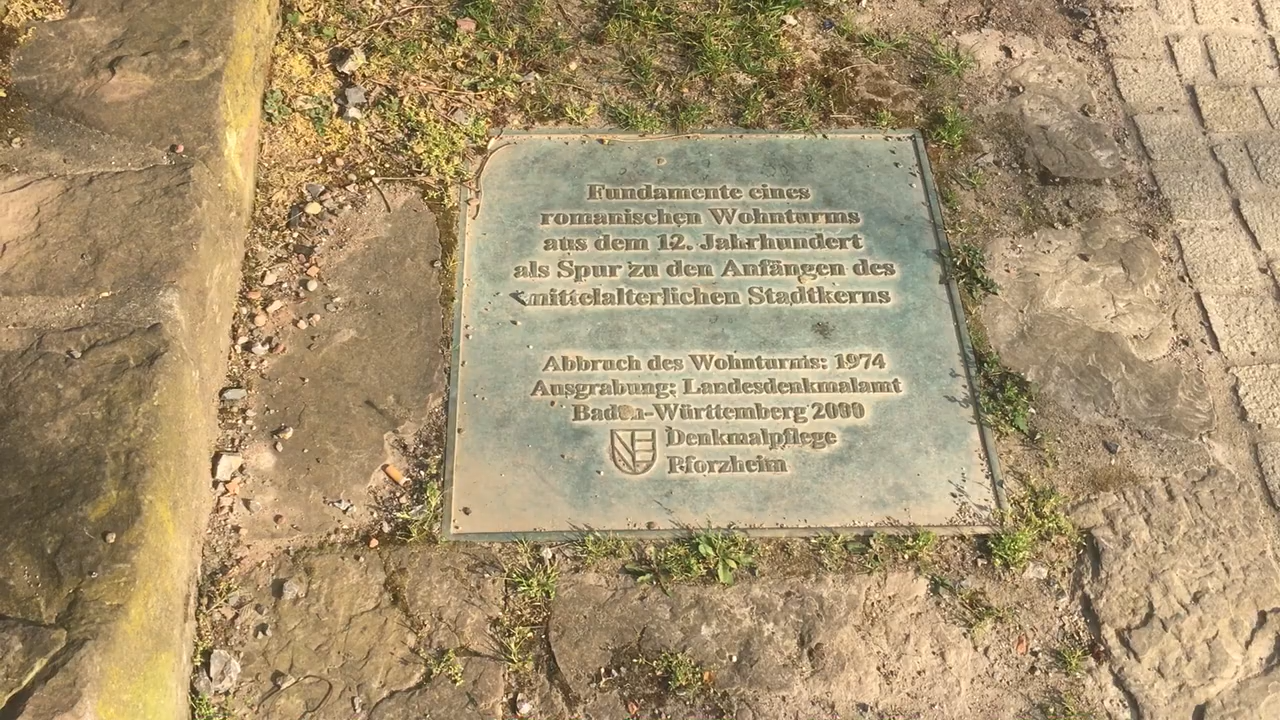 Fundamente eines
romanischen Wohnturms
aus dem 12. Jahrhundert
als Spur zu den Anfängen des
mittelalterlichen Stadtkerns
Abbruch des Wohnturms: 1974
Ausgrabung: Landesdenkmalamt
Baden-Württemberg 2000
Denkmalpflege
Pforzheim